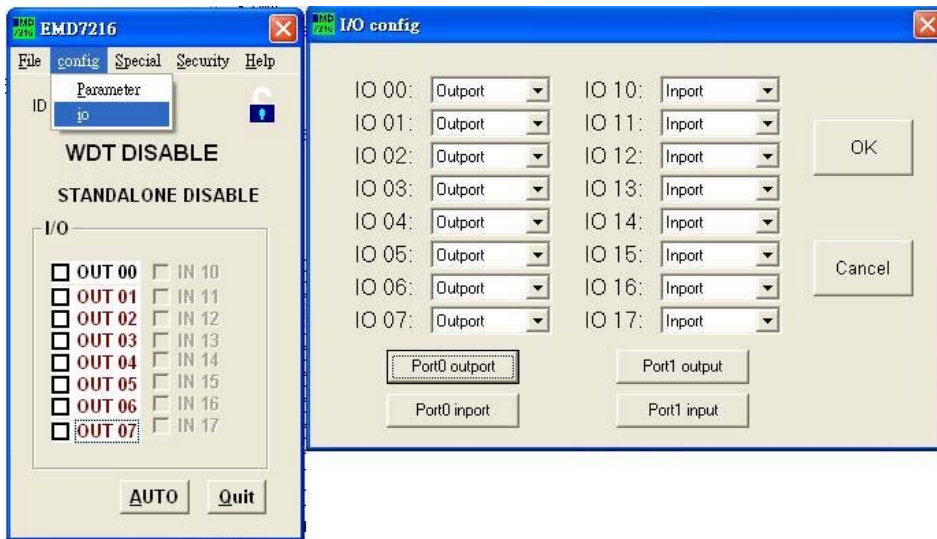 EMD7216
File config Special Security Help
Parameter
io
ID
WDT DISABLE
STANDALONE DISABLE
I/O
OUT 00 IN 10
OUT 01 IN 11
OUT 02 IN 12
OUT 03 IN 13
OUT 04 IN 14
OUT 05 IN 15
OUT 06 IN 16
OUT 07 IN 17
AUTO Quit
EMD 7216 I/O config
IO 00: Outport IO 10: Inport
IO 01: Outport IO 11: Inport
IO 02: Outport IO 12: Inport
IO 03: Outport IO 13: Inport
IO 04: Outport IO 14: Inport
IO 05: Outport IO 15: Inport
IO 06: Outport IO 16: Inport
IO 07: Outport IO 17: Inport
OK
Cancel
Port0 outport Port1 output
Port0 inport Port1 input